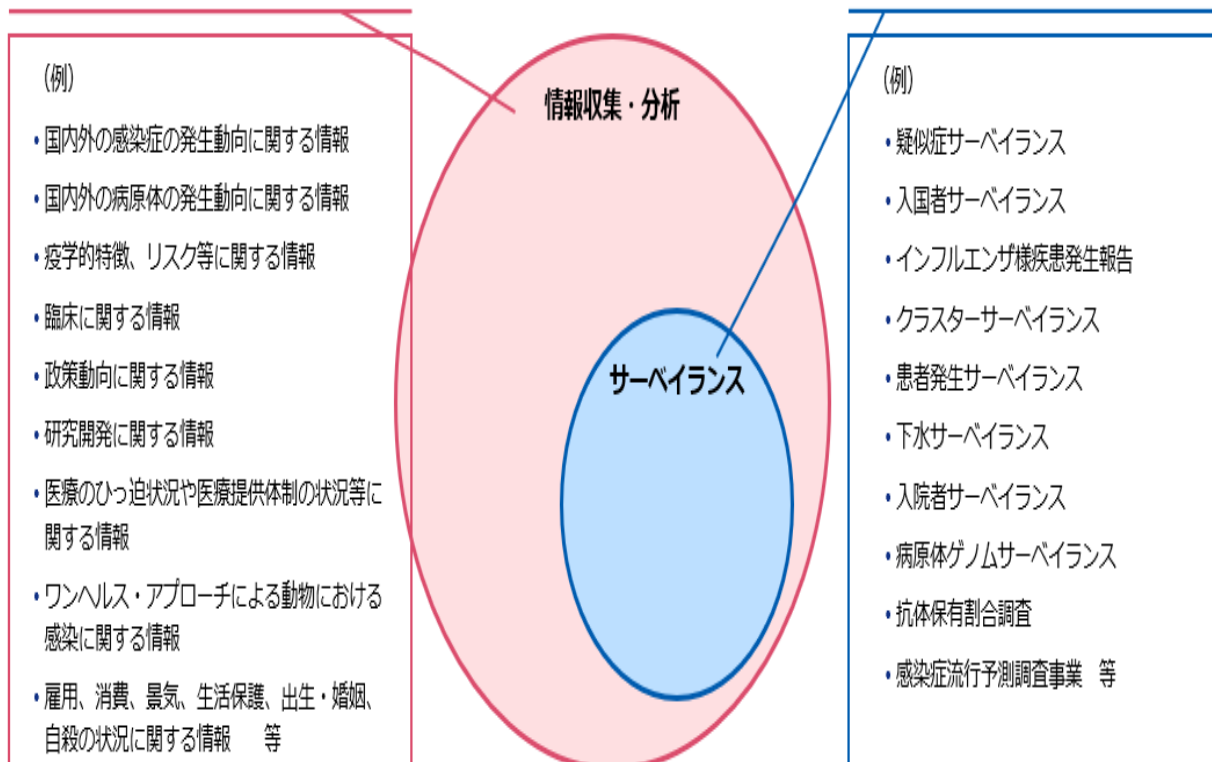 (例)
・国内外の感染症の発生動向に関する情報
・国内外の病原体の発生動向に関する情報
・疫学的特徴、リスク等に関する情報
・臨床に関する情報
・政策動向に関する情報
・研究開発に関する情報
・医療のひっ迫状況や医療提供体制の状況等に
関する情報
・ワンヘルス・アプローチによる動物における
感染に関する情報
・雇用、消費、景気、生活保護、出生・婚姻、
自殺の状況に関する情報　等
情報収集・分析
サーベイランス
(例)
・疑似症サーベイランス
・入国者サーベイランス
・インフルエンザ様疾患発生報告
・クラスターサーベイランス
・患者発生サーベイランス
・下水サーベイランス
・入院者サーベイランス
・病原体ゲノムサーベイランス
・抗体保有割合調査
・感染症流行予測調査事業　等